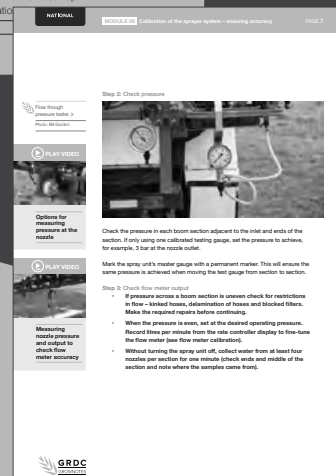 NATIONAL
MODULE 08 Calibration of the sprayer system – ensuring accuracy
PAGE 7
Step 2: Check pressure
Flow though
pressure tester.
Photo: Bill Gordon
PLAY VIDEO
Options for
measuring
pressure at the
nozzle
Check the pressure in each boom section adjacent to the inlet and ends of the
section. If only using one calibrated testing gauge, set the pressure to achieve,
for example, 3 bar at the nozzle outlet.
Mark the spray unit's master gauge with a permanent marker. This will ensure the
same pressure is achieved when moving the test gauge from section to section.
PLAY VIDEO
Measuring
nozzle pressure
and output to
check flow
meter accuracy
Step 3: Check flow meter output
• If pressure across a boom section is uneven check for restrictions
in flow – kinked hoses, delamination of hoses and blocked filters.
Make the required repairs before continuing.
• When the pressure is even, set the desired operating pressure.
Record litres per minute from the rate controller display to fine-tune
the flow meter (see flow meter calibration).
• Without turning the spray unit off, collect water from at least four
nozzles per section (check ends and middle of the
section and note where the samples came from).
GRDC
GROWNOTES